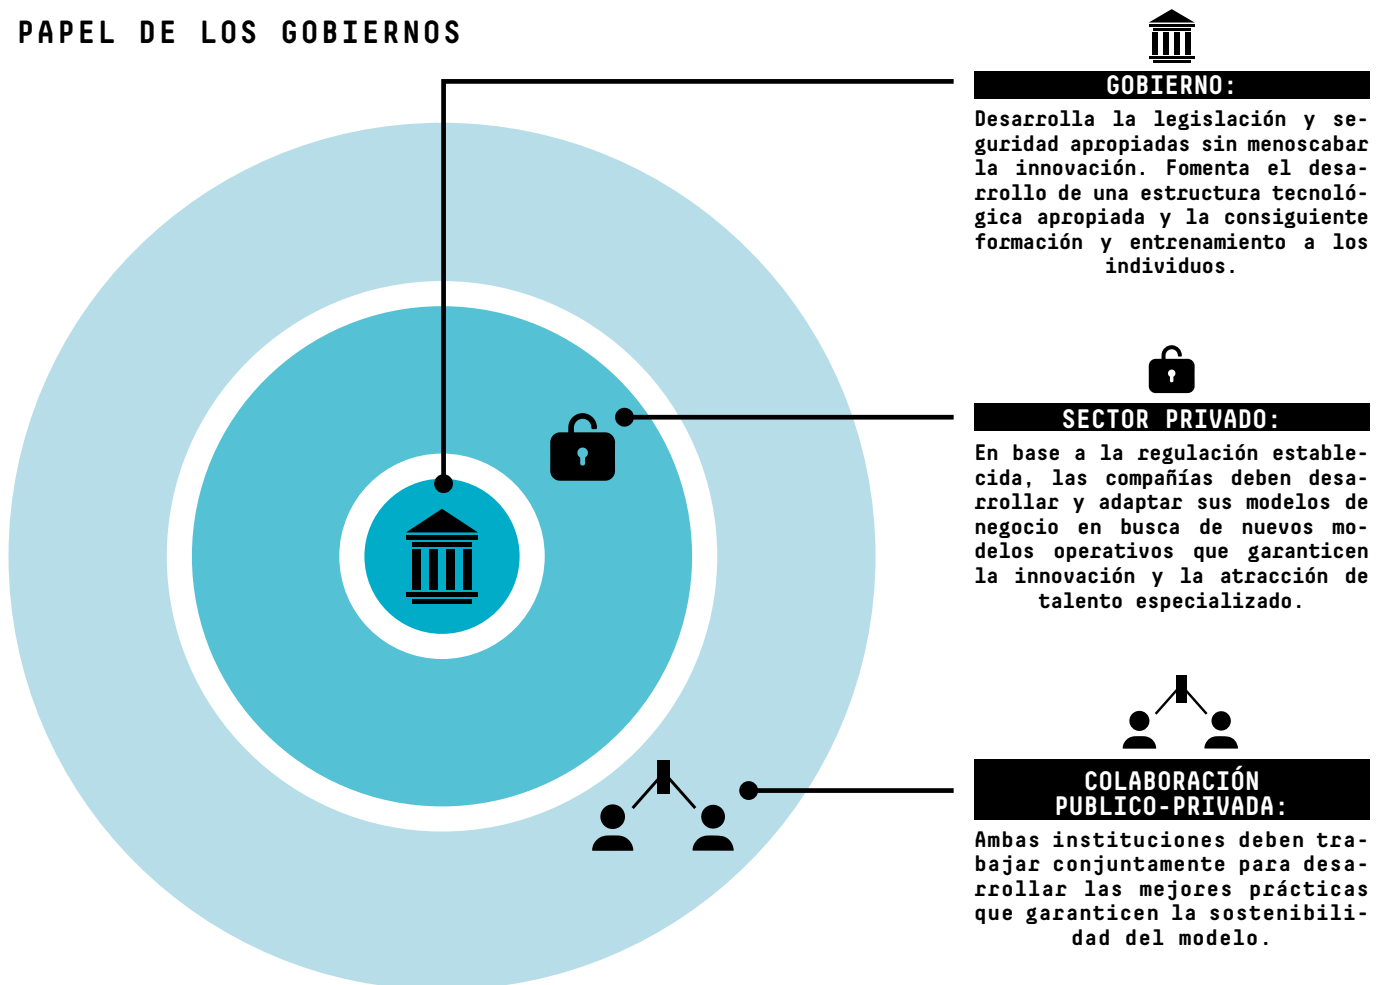 PAPEL DE LOS GOBIERNOS
GOBIERNO:
Desarrolla la legislación y se-
guridad apropiadas sin menoscabar
la innovación. Fomenta el desa-
rrollo de una estructura tecnoló-
gica apropiada y la consiguiente
formación y entrenamiento a los
individuos.
SECTOR PRIVADO:
En base a la regulación estable-
cida, las compañías deben desa-
rrollar y adaptar sus modelos de
negocio en busca de nuevos mo-
delos operativos que garanticen
la innovación y la atracción de
talento especializado.
COLABORACIÓN
PUBLICO-PRIVADA:
Ambas instituciones deben tra-
bajar conjuntamente para desa-
rrollar las mejores prácticas
que garanticen la sostenibili-
dad del modelo.